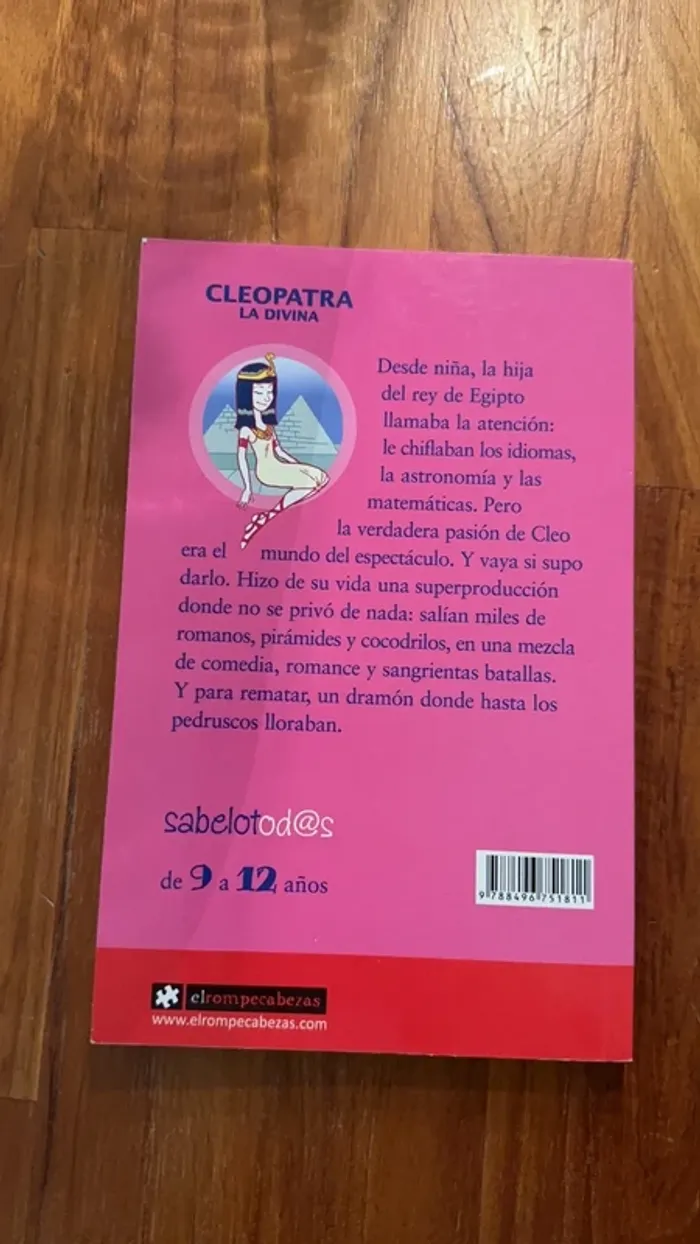 CLEOPATRA
LA DIVINA
Desde niña, la hija
del rey de Egipto
llamaba la atención:
le chiflaban los idiomas,
la astronomía y las
matemáticas. Pero
la verdadera pasión de Cleo
era el mundo del espectáculo. Y vaya si supo
darlo. Hizo de su vida una superproducción
donde no se privó de nada: salían miles de
romanos, pirámides y cocodrilos, en una mezcla
de comedia, romance y sangrientas batallas.
Y para rematar, un dramón donde hasta los
pedruscos lloraban.
sabelotod@s
de 9 a 12 años
9 788496 751811
elrompecabezas
www.elrompecabezas.com